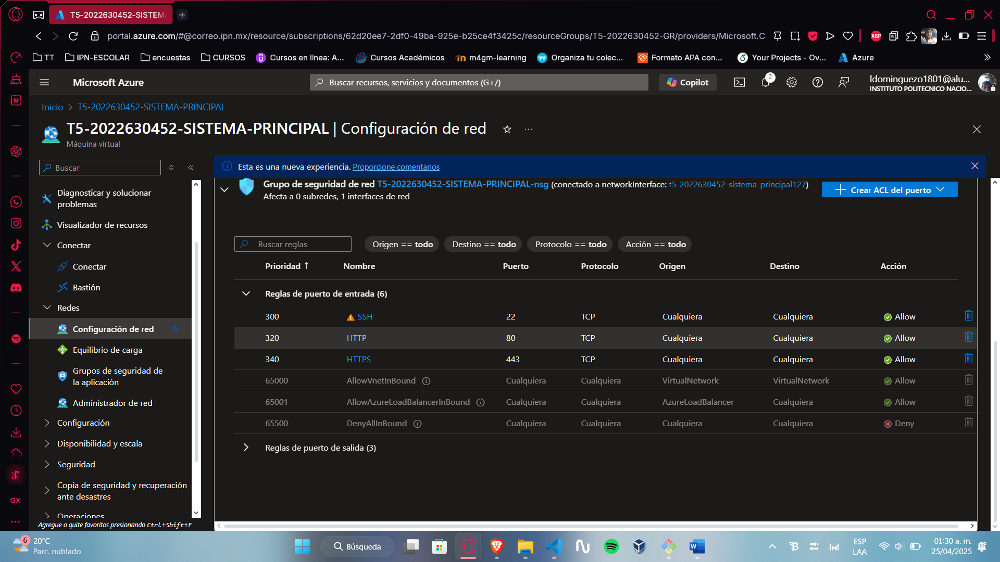 T5-2022630452-SISTEMA
portal.azure.com/#@correo.ipn.mx/resource/subscriptions/62d20ee7-2df0-49ba-925e-b25ce4f3425c/resourceGroups/T5-2022630452-GR/providers/Microsoft.C
ABP
TT
IPN-ESCOLAR
encuestas
CURSOS
Cursos en línea: A...
Cursos Académicos
m4gm-learning
Organiza tu colec...
Formato APA con...
Your Projects - Ov...
Azure
Microsoft Azure
Buscar recursos, servicios y documentos (G+/)
Copilot
2
ldominguezo1801@alu...
INSTITUTO POLITECNICO NACIO...
Inicio > T5-2022630452-SISTEMA-PRINCIPAL
T5-2022630452-SISTEMA-PRINCIPAL | Configuración de red
Máquina virtual
Buscar
Diagnosticar y solucionar
problemas
Visualizador de recursos
Conectar
Conectar
Bastión
Redes
Configuración de red
Equilibrio de carga
Grupos de seguridad de
la aplicación
Administrador de red
Configuración
Disponibilidad y escala
Seguridad
Copia de seguridad y recuperación
ante desastres
Operaciones
Agregue o quite favoritos presionando Ctrl+Shift+F
Esta es una nueva experiencia. Proporcione comentarios
Grupo de seguridad de red T5-2022630452-SISTEMA-PRINCIPAL-nsg (conectado a networkInterface: t5-2022630452-sistema-principal127)
Afecta a 0 subredes, 1 interfaces de red
Crear ACL del puerto
Buscar reglas
Origen == todo
Destino == todo
Protocolo == todo
Acción == todo
Prioridad ↑ Nombre Puerto Protocolo Origen Destino Acción
Reglas de puerto de entrada (6)
300 SSH 22 TCP Cualquiera Cualquiera Allow
320 HTTP 80 TCP Cualquiera Cualquiera Allow
340 HTTPS 443 TCP Cualquiera Cualquiera Allow
65000 AllowVnetInBound Cualquiera Cualquiera VirtualNetwork VirtualNetwork Allow
65001 AllowAzureLoadBalancerInBound Cualquiera Cualquiera AzureLoadBalancer Cualquiera Allow
65500 DenyAllInBound Cualquiera Cualquiera Cualquiera Cualquiera Deny
Reglas de puerto de salida (3)
GX
6
20°C
Parc. nublado
Búsqueda
ESP
LAA
01:30 a. m.
25/04/2025